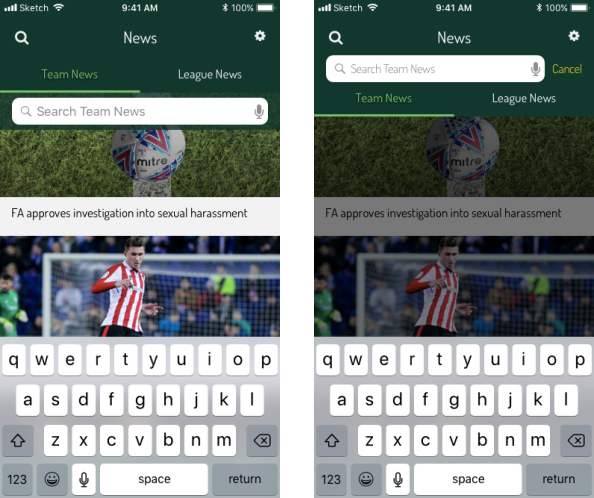 Sketch 9:41 AM 100%
News
Team News League News
Search Team News
mitre
FA approves investigation into sexual harassment
q w e r t y u i o p
a s d f g h j k l
z x c v b n m
123 space return
Sketch 9:41 AM 100%
News
Search Team News Cancel
Team News League News
mitre
FA approves investigation into sexual harassment
q w e r t y u i o p
a s d f g h j k l
z x c v b n m
123 space return